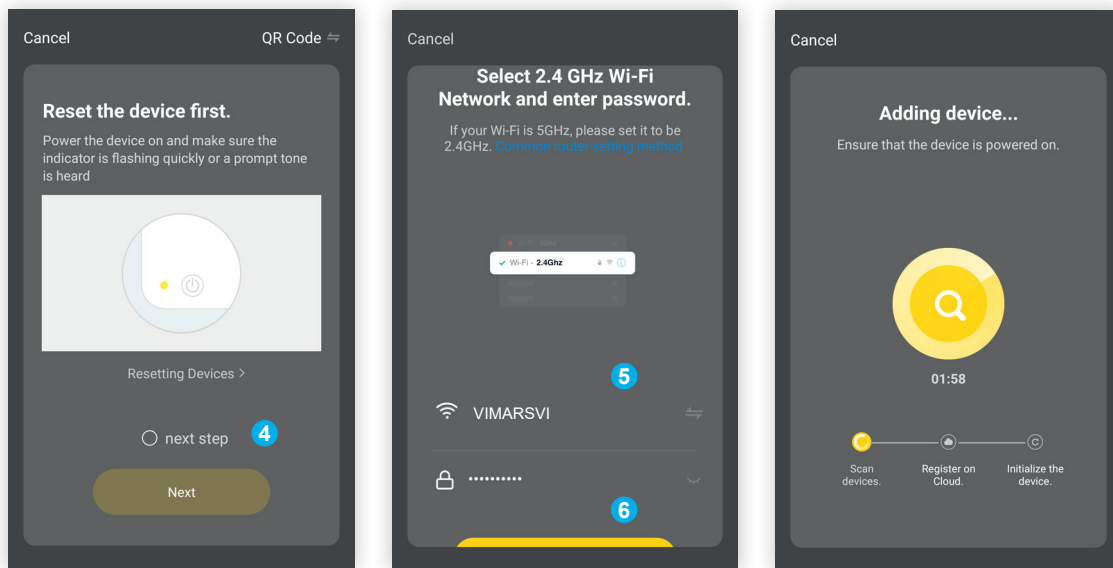 Cancel
QR Code
Reset the device first.
Power the device on and make sure the
indicator is flashing quickly or a prompt tone
is heard
Resetting Devices >
next step
4
Next
Cancel
Select 2.4 GHz Wi-Fi
Network and enter password.
If your Wi-Fi is 5GHz, please set it to be
2.4GHz. Common router setting method
Wi-Fi - 2.4Ghz
5
VIMARSVI
••••••••••
6
Cancel
Adding device...
Ensure that the device is powered on.
01:58
Scan
devices.
Register on
Cloud.
Initialize the
device.